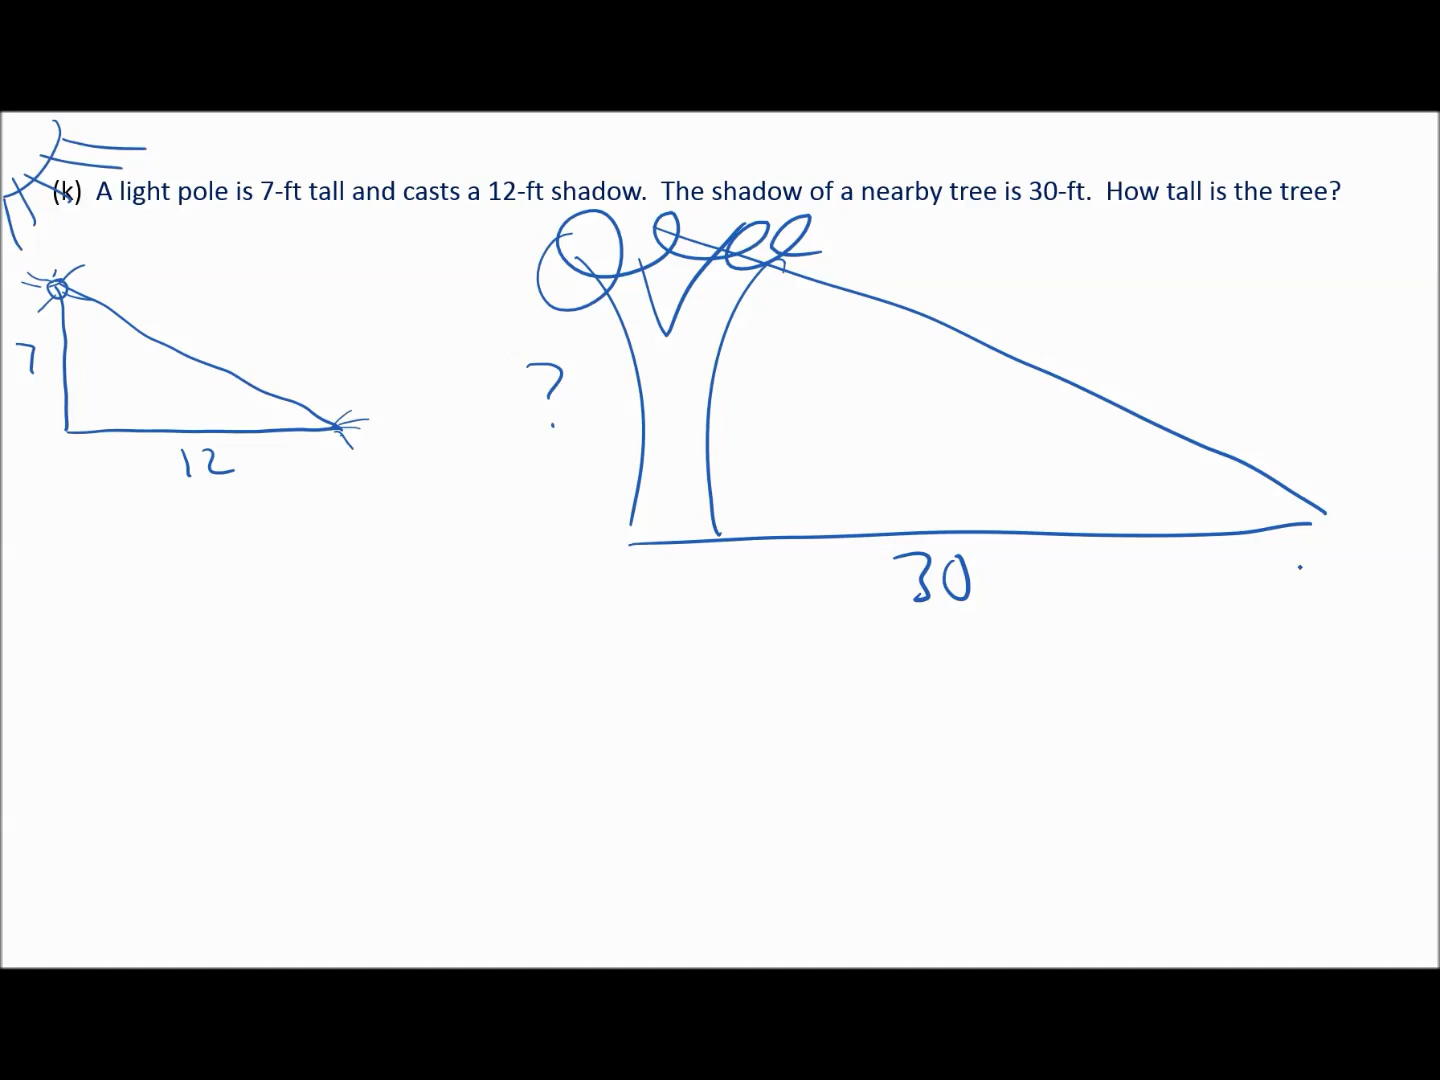 (k) A light pole is 7-ft tall and casts a 12-ft shadow. The shadow of a nearby tree is 30-ft. How tall is the tree?
7
12
?
30